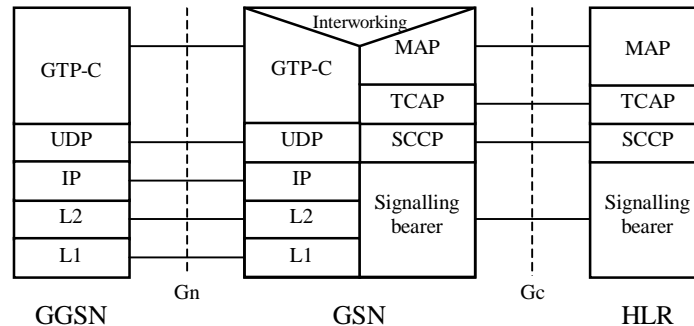 Interworking
GTP-C GTP-C MAP MAP
TCAP TCAP
UDP UDP SCCP SCCP
IP IP
L2 L2 Signalling bearer Signalling bearer
L1 L1
Gn Gc
GGSN GSN HLR